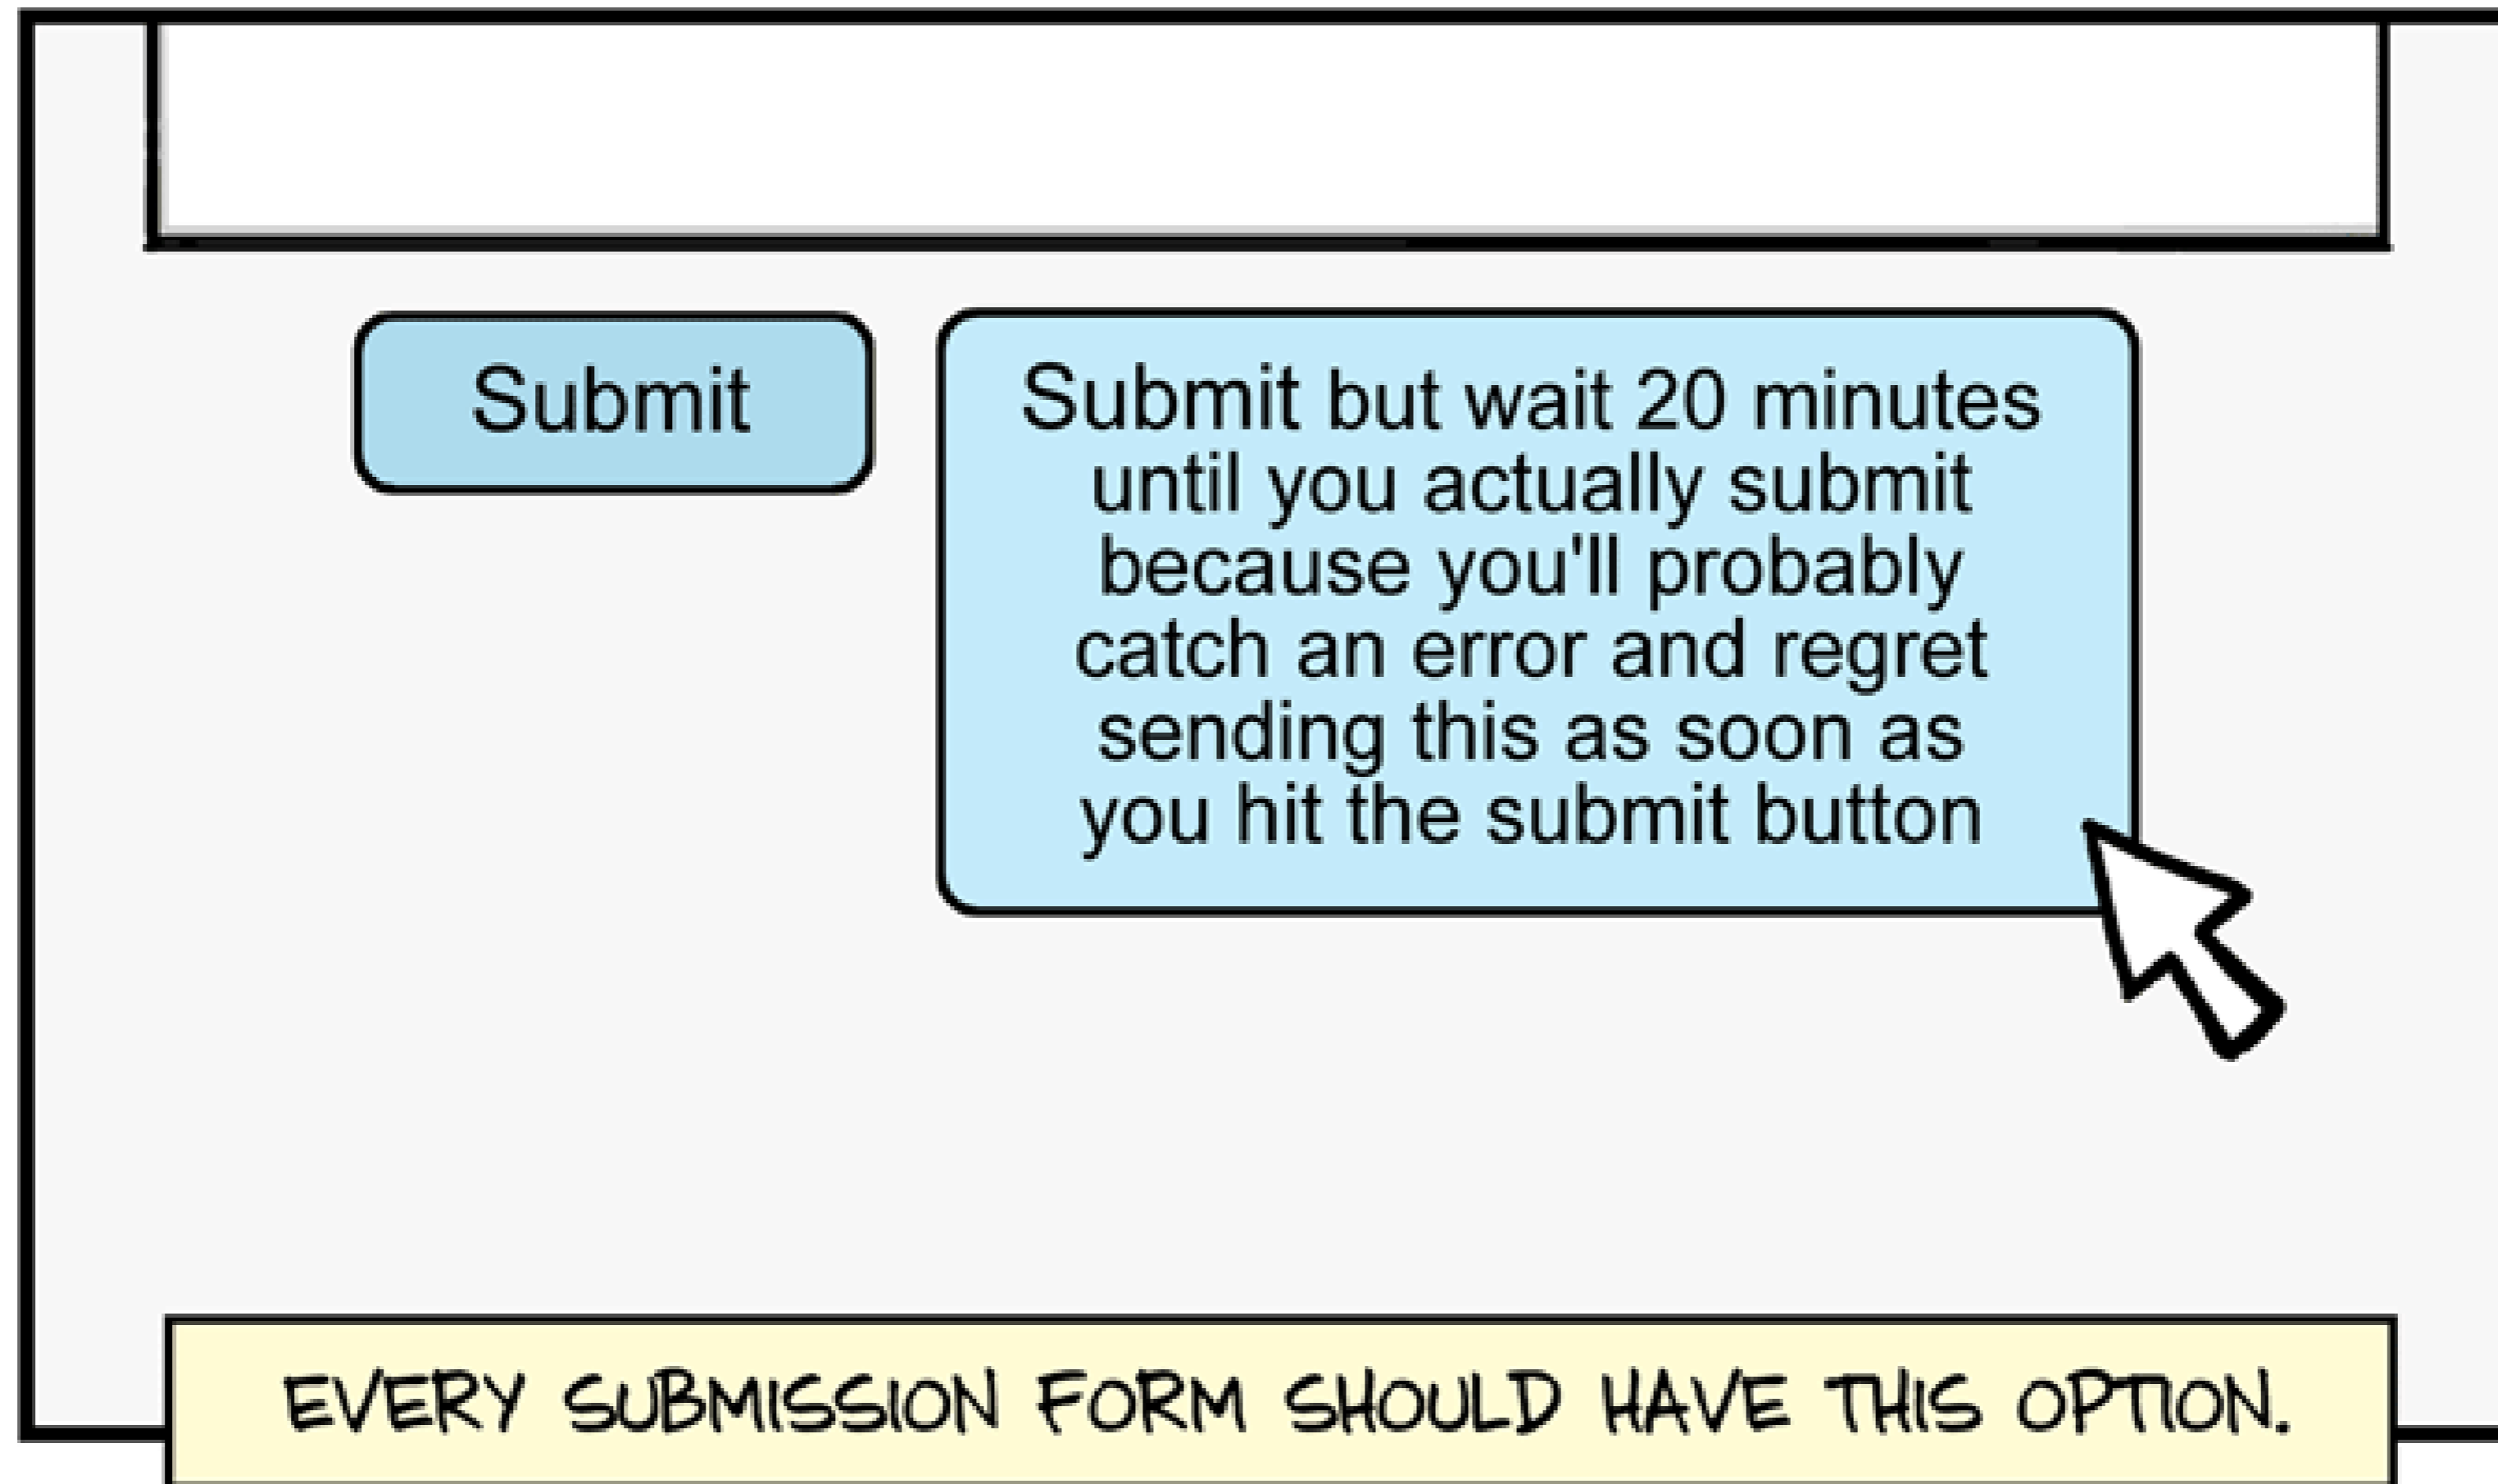 Submit
Submit but wait 20 minutes
until you actually submit
because you'll probably
catch an error and regret
sending this as soon as
you hit the submit button
EVERY SUBMISSION FORM SHOULD HAVE THIS OPTION.